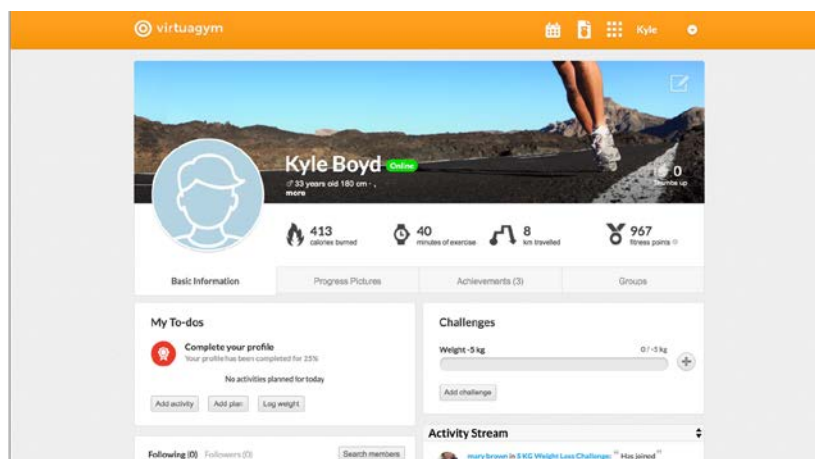 virtuagym
Kyle
Kyle Boyd Online
♂ 33 years old 180 cm - ,
more
0
Thumbs up
413
calories burned
40
minutes of exercise
8
km travelled
967
fitness points
Basic Information
Progress Pictures
Achievements (3)
Groups
My To-dos
Complete your profile
Your profile has been completed for 25%
No activities planned for today
Add activity
Add plan
Log weight
Challenges
Weight -5 kg
0 / -5 kg
Add challenge
Following (0) Followers (0)
Search members
Activity Stream
mary brown in 5 KG Weight Loss Challenge: " Has joined "